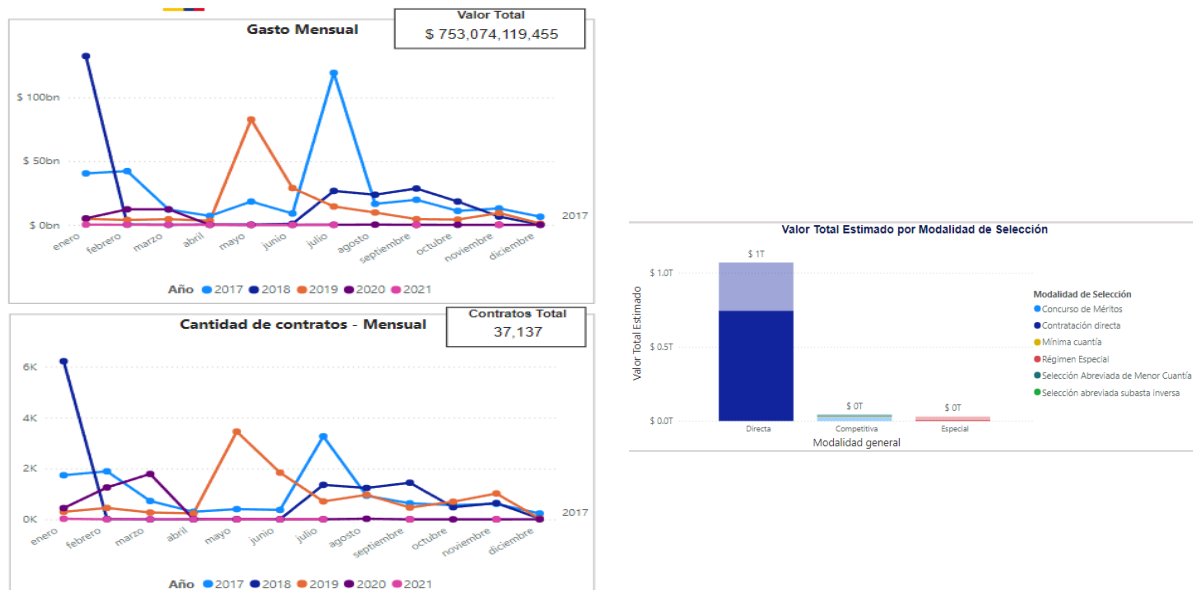 Valor Total
$ 753,074,119,455
Gasto Mensual
$ 100bn
$ 50bn
$ 0bn
enero
febrero
marzo
abril
mayo
junio
julio
agosto
septiembre
octubre
noviembre
diciembre
2017
Año 2017 2018 2019 2020 2021
Contratos Total
37,137
Cantidad de contratos - Mensual
6K
4K
2K
0K
enero
febrero
marzo
abril
mayo
junio
julio
agosto
septiembre
octubre
noviembre
diciembre
2017
Año 2017 2018 2019 2020 2021
Valor Total Estimado por Modalidad de Selección
Valor Total Estimado
$ 1.0T
$ 0.5T
$ 0.0T
$ 1T
$ 0T
$ 0T
Directa
Competitiva
Especial
Modalidad general
Modalidad de Selección
Concurso de Méritos
Contratación directa
Mínima cuantía
Régimen Especial
Selección Abreviada de Menor Cuantía
Selección abreviada subasta inversa